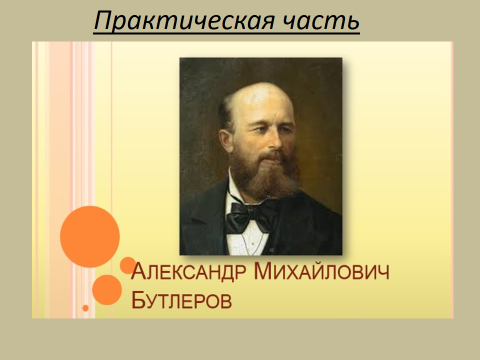 Практическая часть
Александр Михайлович
Бутлеров